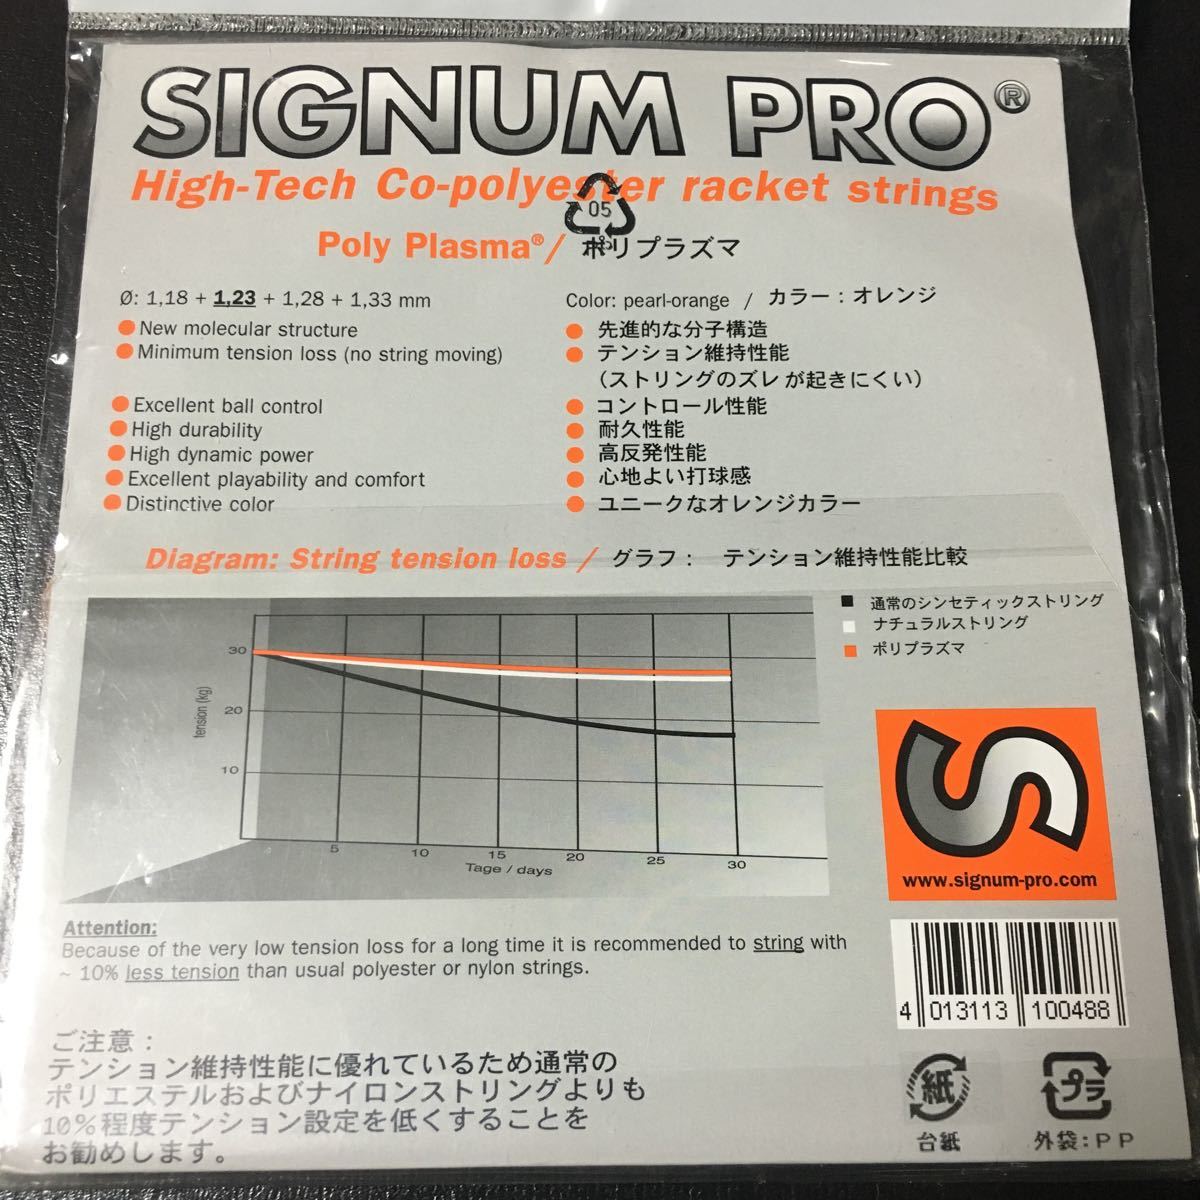 SIGNUM PRO®
High-Tech Co-polyester racket strings
05
Poly Plasma®/ ポリプラズマ
Ø: 1,18 + 1,23 + 1,28 + 1,33 mm
New molecular structure
Minimum tension loss (no string moving)
Excellent ball control
High durability
High dynamic power
Excellent playability and comfort
Distinctive color
Color: pearl-orange / カラー：オレンジ
先進的な分子構造
テンション維持性能
（ストリングのズレが起きにくい）
コントロール性能
耐久性能
高反発性能
心地よい打球感
ユニークなオレンジカラー
Diagram: String tension loss / グラフ： テンション維持性能比較
通常のシンセティックストリング
ナチュラルストリング
ポリプラズマ
tension (kg)
30
20
10
5 10 15 20 25 30
Tage / days
www.signum-pro.com
Attention:
Because of the very low tension loss for a long time it is recommended to string with
~ 10% less tension than usual polyester or nylon strings.
4 013113 100488
ご注意：
テンション維持性能に優れているため通常の
ポリエステルおよびナイロンストリングよりも
10%程度テンション設定を低くすることを
お勧めします。
紙
台紙
プラ
外袋:PP